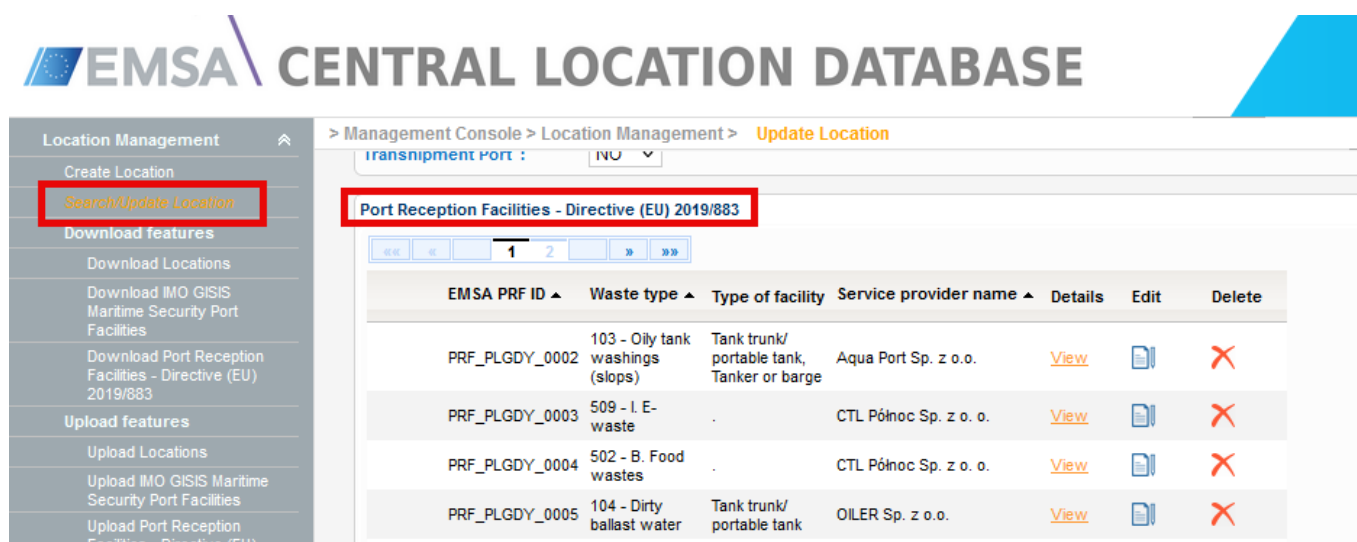 EMSA CENTRAL LOCATION DATABASE
Location Management
Create Location
Search/Update Location
Download features
Download Locations
Download IMO GISIS
Maritime Security Port
Facilities
Download Port Reception
Facilities - Directive (EU)
2019/883
Upload features
Upload Locations
Upload IMO GISIS Maritime
Security Port Facilities
Upload Port Reception
Facilities - Directive (EU)
> Management Console > Location Management > Update Location
Transhipment Port : NO
Port Reception Facilities - Directive (EU) 2019/883
«« « 1 2 » »»
EMSA PRF ID ▲ Waste type ▲ Type of facility Service provider name ▲ Details Edit Delete
PRF_PLGDY_0002 103 - Oily tank washings (slops) Tank trunk/ portable tank, Tanker or barge Aqua Port Sp. z o.o. View
PRF_PLGDY_0003 509 - I. E-waste . CTL Północ Sp. z o. o. View
PRF_PLGDY_0004 502 - B. Food wastes . CTL Północ Sp. z o. o. View
PRF_PLGDY_0005 104 - Dirty ballast water Tank trunk/ portable tank OILER Sp. z o.o. View